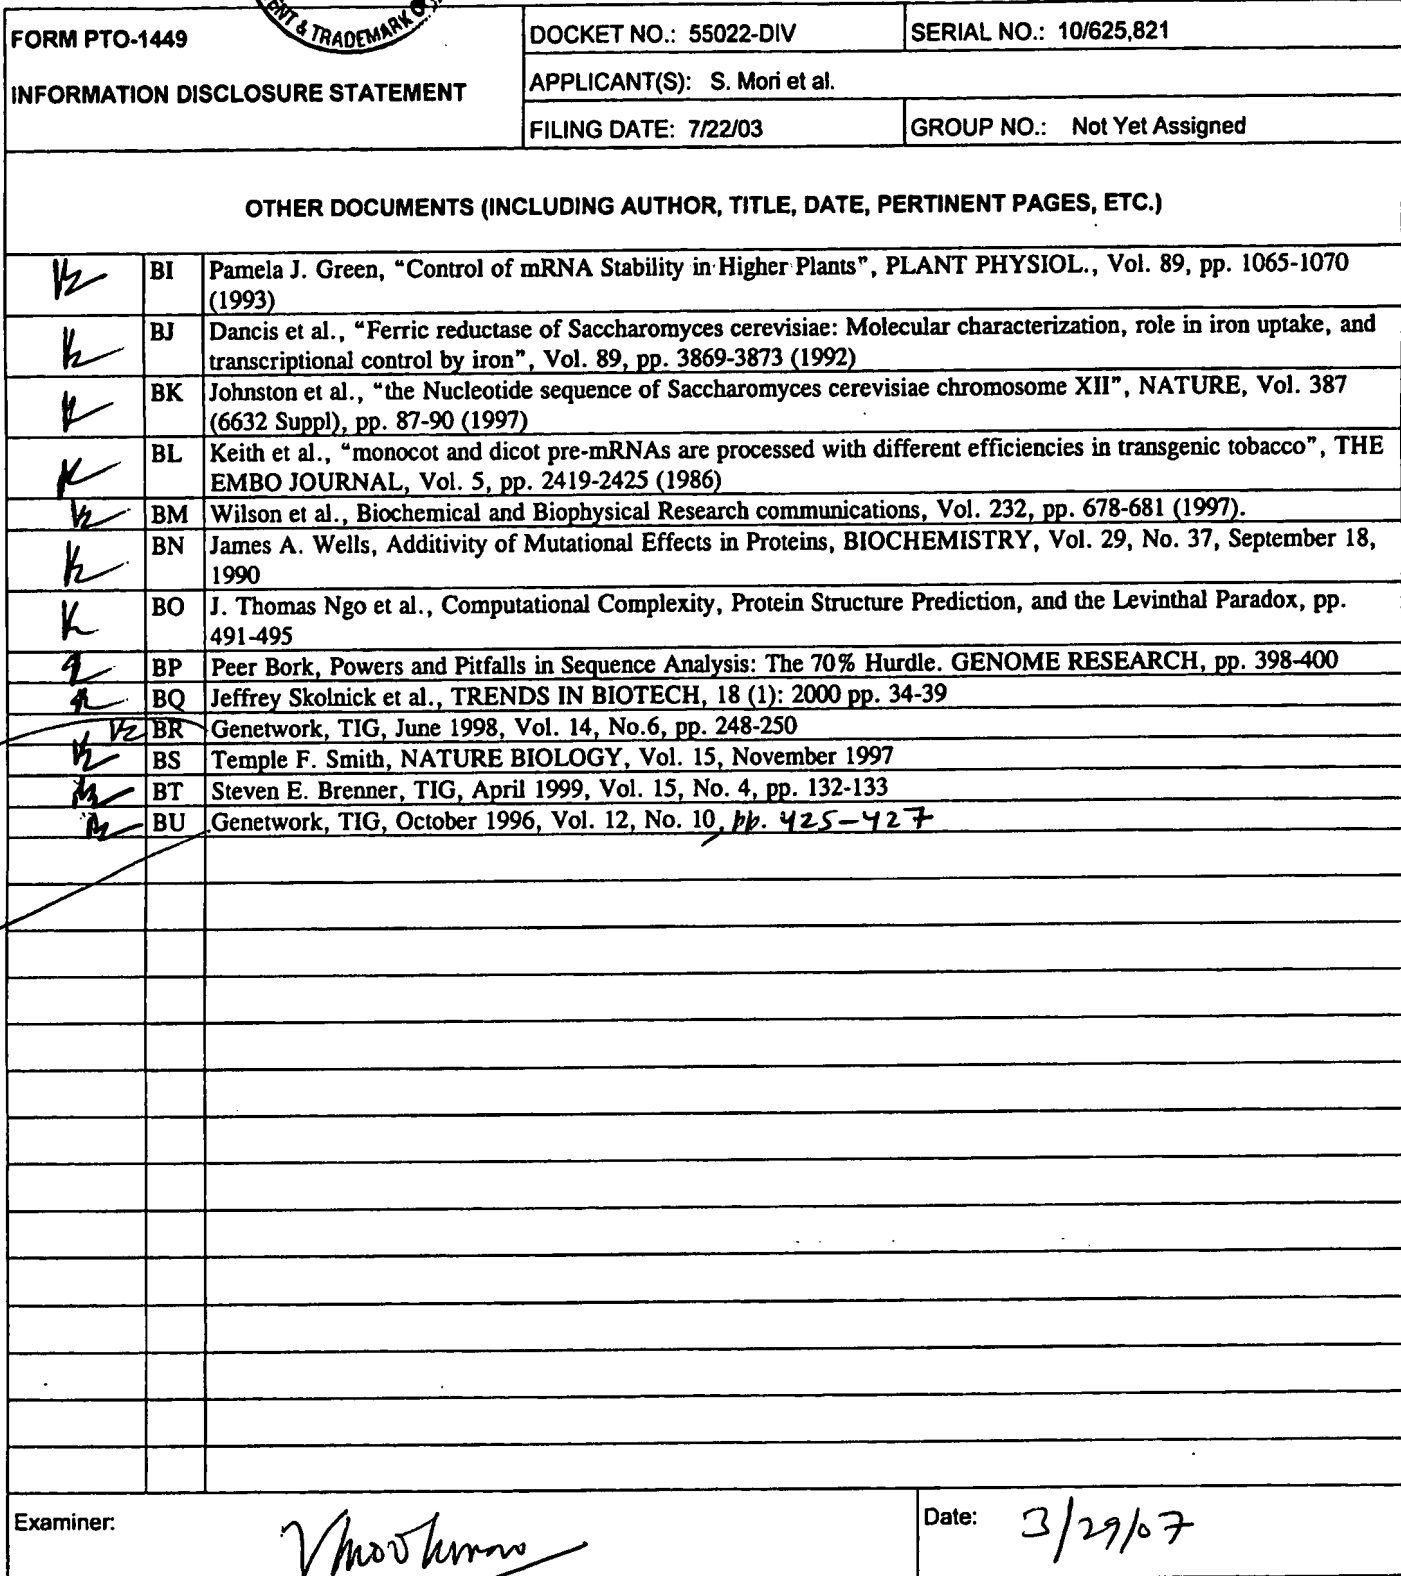 ENT & TRADEMARK
FORM PTO-1449
INFORMATION DISCLOSURE STATEMENT
DOCKET NO.: 55022-DIV
SERIAL NO.: 10/625,821
APPLICANT(S): S. Mori et al.
FILING DATE: 7/22/03
GROUP NO.: Not Yet Assigned
OTHER DOCUMENTS (INCLUDING AUTHOR, TITLE, DATE, PERTINENT PAGES, ETC.)
BI Pamela J. Green, “Control of mRNA Stability in Higher Plants”, PLANT PHYSIOL., Vol. 89, pp. 1065-1070
(1993)
BJ Dancis et al., “Ferric reductase of Saccharomyces cerevisiae: Molecular characterization, role in iron uptake, and
transcriptional control by iron”, Vol. 89, pp. 3869-3873 (1992)
BK Johnston et al., “the Nucleotide sequence of Saccharomyces cerevisiae chromosome XII”, NATURE, Vol. 387
(6632 Suppl), pp. 87-90 (1997)
BL Keith et al., “monocot and dicot pre-mRNAs are processed with different efficiencies in transgenic tobacco”, THE
EMBO JOURNAL, Vol. 5, pp. 2419-2425 (1986)
BM Wilson et al., Biochemical and Biophysical Research communications, Vol. 232, pp. 678-681 (1997).
BN James A. Wells, Additivity of Mutational Effects in Proteins, BIOCHEMISTRY, Vol. 29, No. 37, September 18,
1990
BO J. Thomas Ngo et al., Computational Complexity, Protein Structure Prediction, and the Levinthal Paradox, pp.
491-495
BP Peer Bork, Powers and Pitfalls in Sequence Analysis: The 70% Hurdle. GENOME RESEARCH, pp. 398-400
BQ Jeffrey Skolnick et al., TRENDS IN BIOTECH, 18 (1): 2000 pp. 34-39
BR Genetwork, TIG, June 1998, Vol. 14, No.6, pp. 248-250
BS Temple F. Smith, NATURE BIOLOGY, Vol. 15, November 1997
BT Steven E. Brenner, TIG, April 1999, Vol. 15, No. 4, pp. 132-133
BU Genetwork, TIG, October 1996, Vol. 12, No. 10, pp. 425-427
Examiner:
Date: 3/29/07